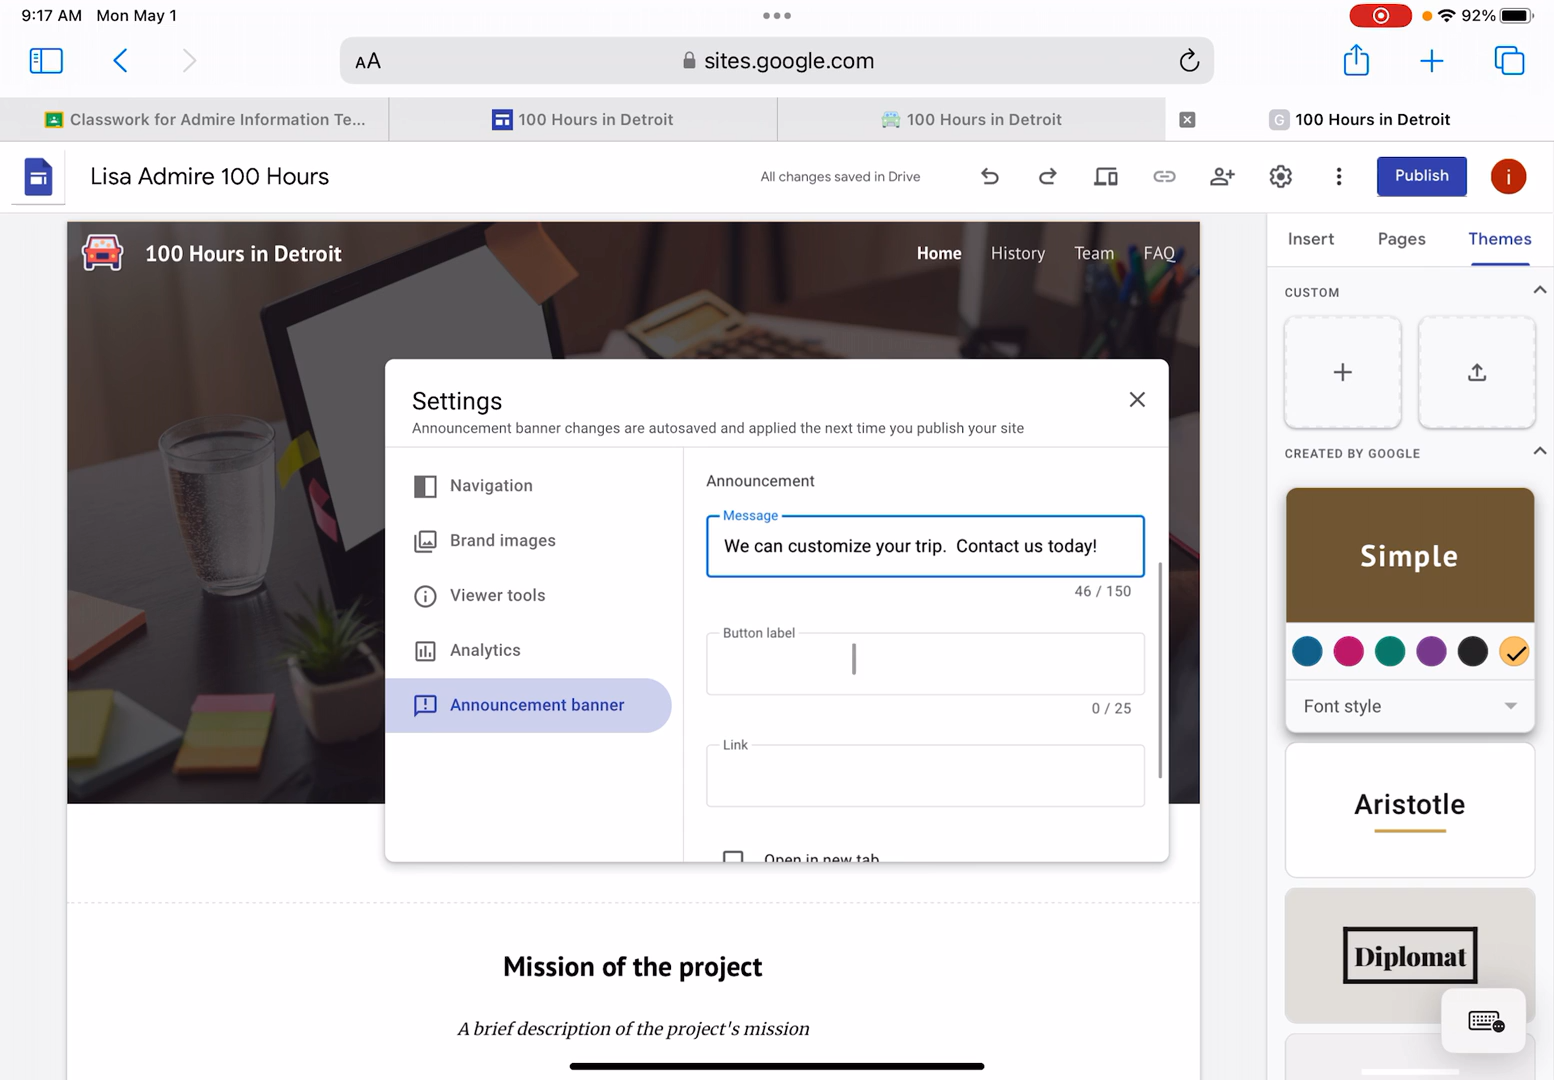 9:17 AM Mon May 1
92%
AA
sites.google.com
Classwork for Admire Information Te...
100 Hours in Detroit
100 Hours in Detroit
G 100 Hours in Detroit
Lisa Admire 100 Hours
All changes saved in Drive
Publish
i
100 Hours in Detroit
Home
History
Team
FAQ
Insert
Pages
Themes
CUSTOM
CREATED BY GOOGLE
Simple
Font style
Aristotle
Diplomat
Settings
Announcement banner changes are autosaved and applied the next time you publish your site
Navigation
Brand images
Viewer tools
Analytics
Announcement banner
Announcement
Message
We can customize your trip.  Contact us today!
46 / 150
Button label
0 / 25
Link
Open in new tab
Mission of the project
A brief description of the project's mission